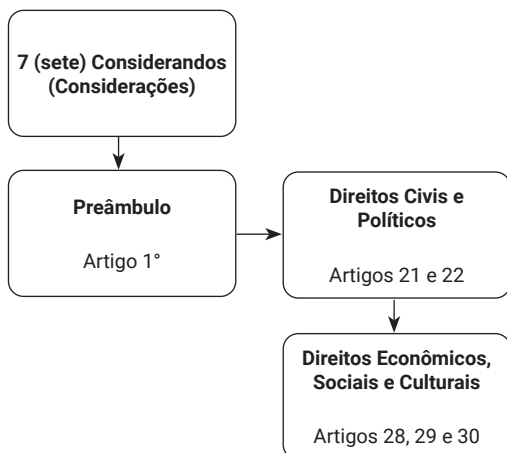 7 (sete) Considerandos
(Considerações)
Preâmbulo
Artigo 1°
Direitos Civis e
Políticos
Artigos 21 e 22
Direitos Econômicos,
Sociais e Culturais
Artigos 28, 29 e 30